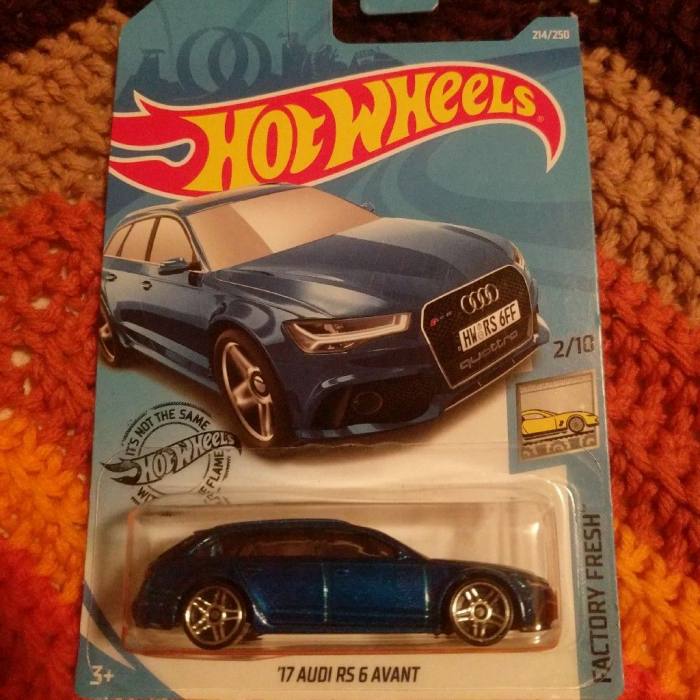 214/250
HOT WHEELS
HW RS 6FF
quattro
2/10
IT'S NOT THE SAME
HOT WHEELS
FLAME
FACTORY FRESH
3+
'17 AUDI RS 6 AVANT